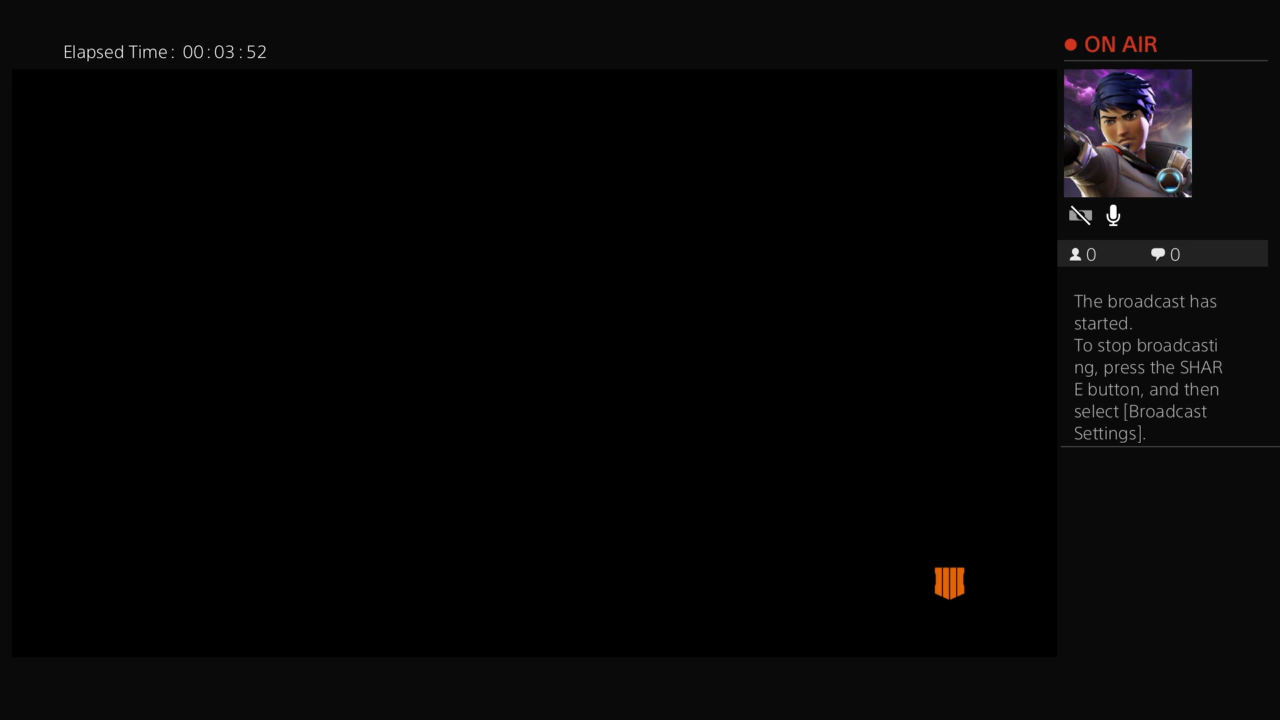 Elapsed Time: 00:03:52
ON AIR
0 0
The broadcast has
started.
To stop broadcasti
ng, press the SHAR
E button, and then
select [Broadcast
Settings].